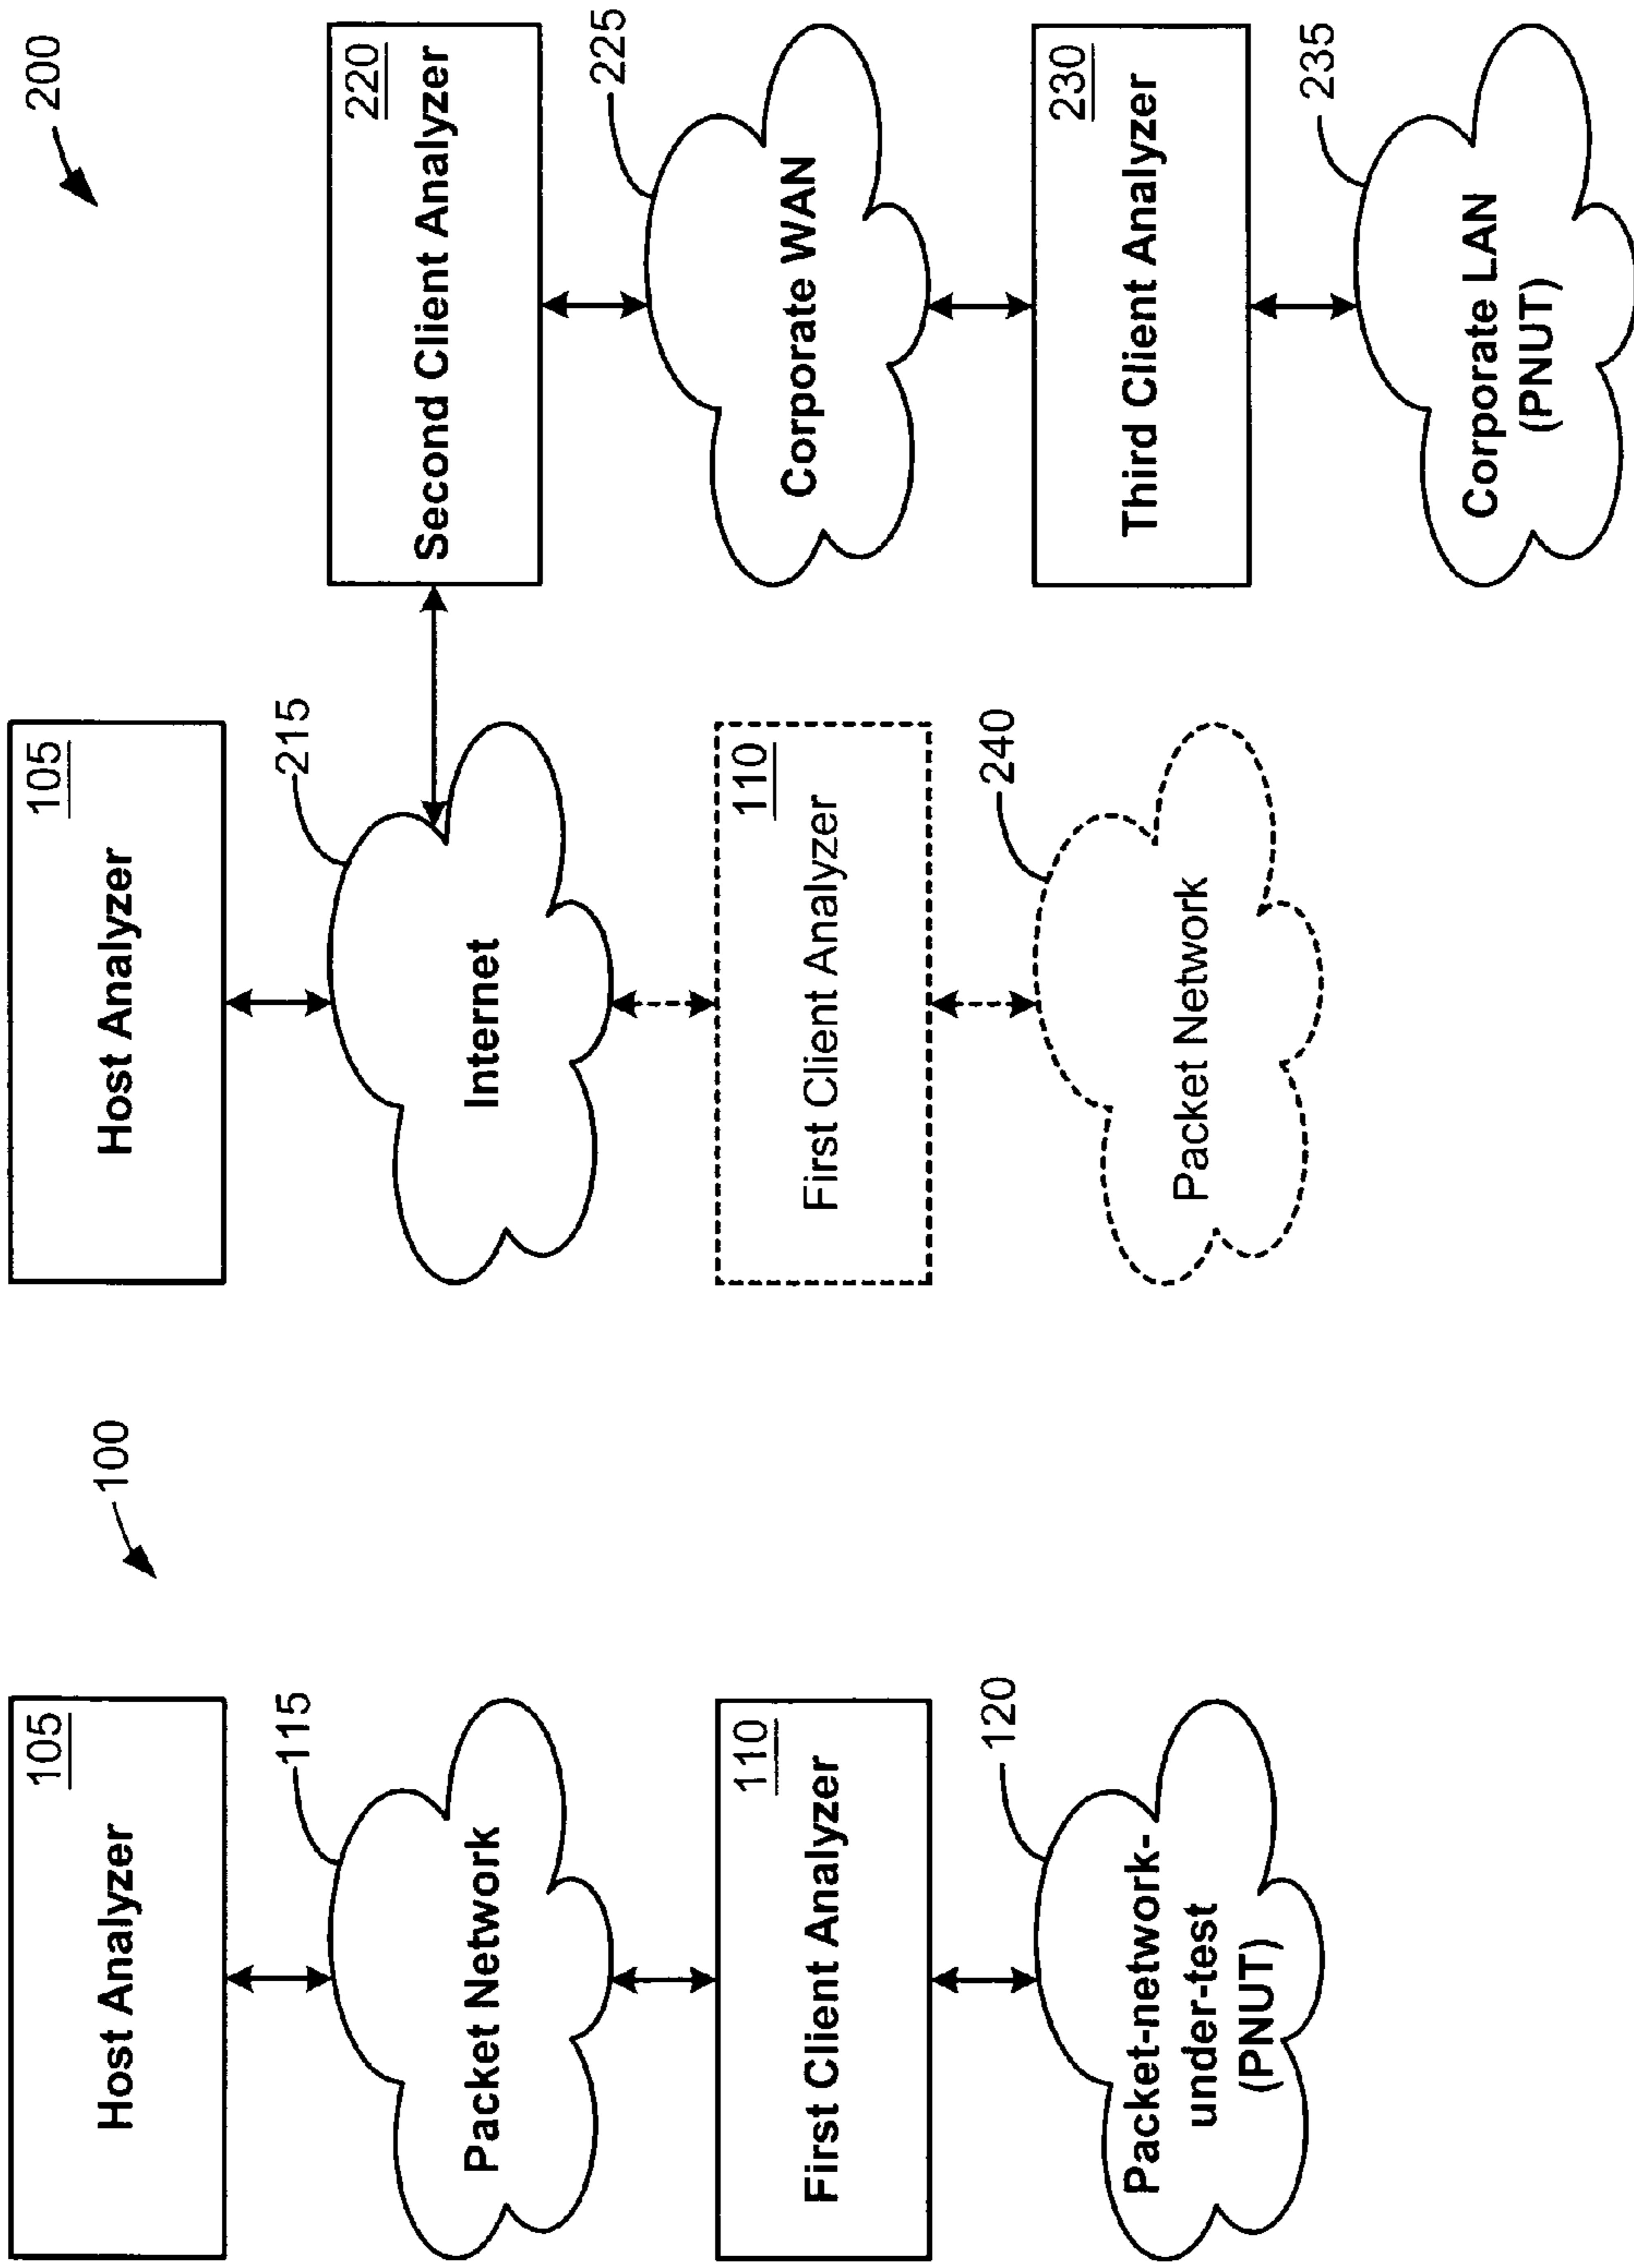 100
105
Host Analyzer
115
Packet Network
110
First Client Analyzer
120
Packet-network-
under-test
(PNUT)
200
105
Host Analyzer
215
Internet
110
First Client Analyzer
240
Packet Network
220
Second Client Analyzer
225
Corporate WAN
230
Third Client Analyzer
235
Corporate LAN
(PNUT)